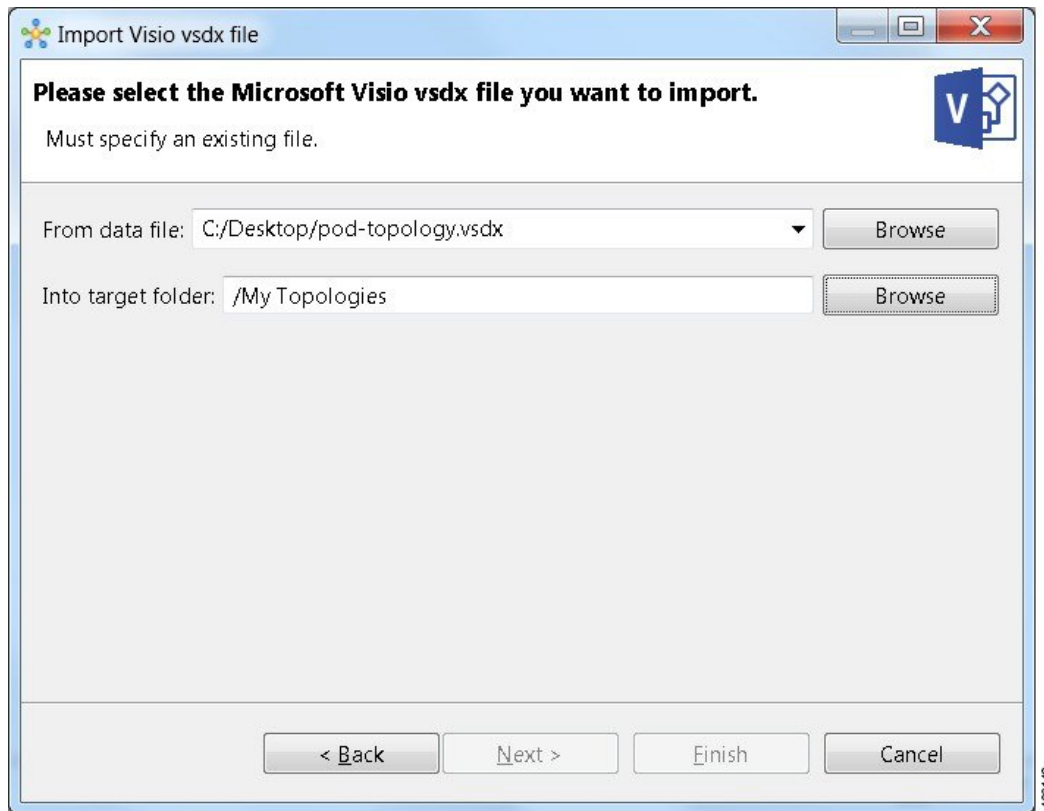 Import Visio vsdx file
Please select the Microsoft Visio vsdx file you want to import.
Must specify an existing file.
V
From data file: C:/Desktop/pod-topology.vsdx Browse
Into target folder: /My Topologies Browse
< Back Next > Finish Cancel